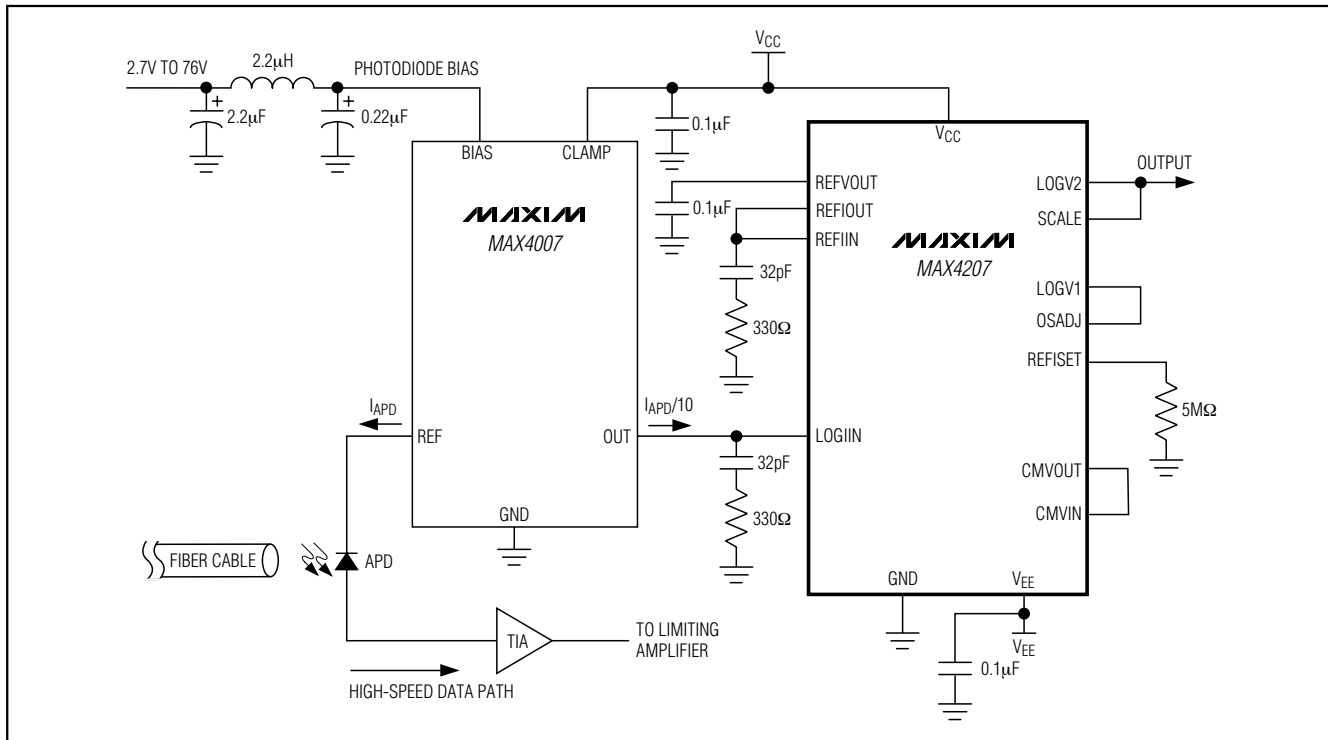 2.7V TO 76V
2.2μH
PHOTODIODE BIAS
VCC
2.2μF
0.22μF
0.1μF
BIAS
CLAMP
VCC
MAXIM
MAX4007
REFVOUT
0.1μF
REFIOUT
REFIIN
32pF
330Ω
MAXIM
MAX4207
LOGV2
OUTPUT
SCALE
LOGV1
OSADJ
REFISET
5MΩ
IAPD
REF
OUT
IAPD/10
LOGIIN
32pF
330Ω
CMVOUT
CMVIN
GND
FIBER CABLE
APD
GND
VEE
VEE
0.1μF
TIA
TO LIMITING
AMPLIFIER
HIGH-SPEED DATA PATH